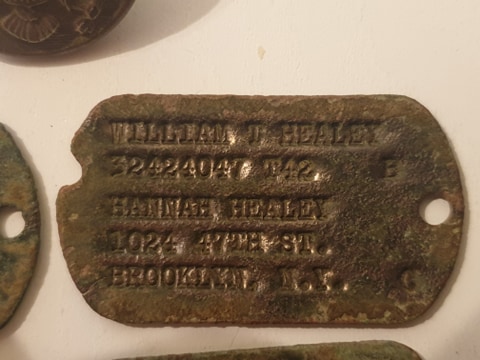 WILLIAM T HEALEY
32424047 T42 B
HANNAH HEALEY
1024 47TH ST.
BROOKLYN, N.Y. C